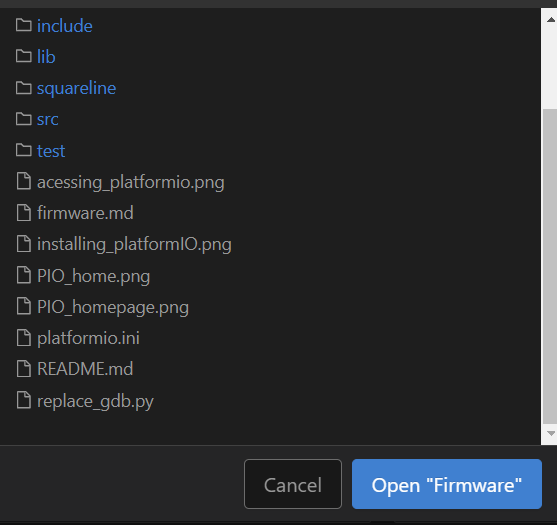 include
lib
squareline
src
test
acessing_platformio.png
firmware.md
installing_platformIO.png
PIO_home.png
PIO_homepage.png
platformio.ini
README.md
replace_gdb.py
Cancel
Open "Firmware"